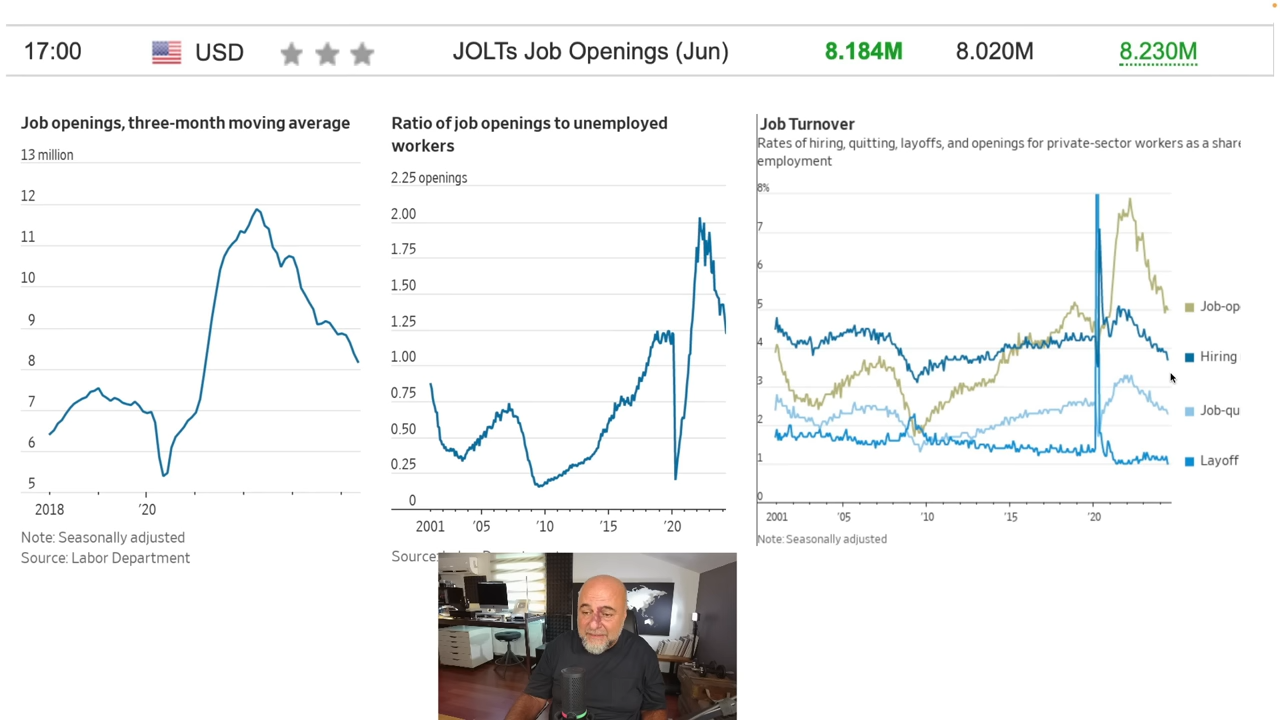 17:00 USD JOLTs Job Openings (Jun) 8.184M 8.020M 8.230M
Job openings, three-month moving average
13 million
12
11
10
9
8
7
6
5
2018 '20
Note: Seasonally adjusted
Source: Labor Department
Ratio of job openings to unemployed
workers
2.25 openings
2.00
1.75
1.50
1.25
1.00
0.75
0.50
0.25
0
2001 '05 '10 '15 '20
Source:
Job Turnover
Rates of hiring, quitting, layoffs, and openings for private-sector workers as a share
employment
8%
7
6
5
4
3
2
1
0
2001 '05 '10 '15 '20
Job-op
Hiring
Job-qu
Layoff
Note: Seasonally adjusted